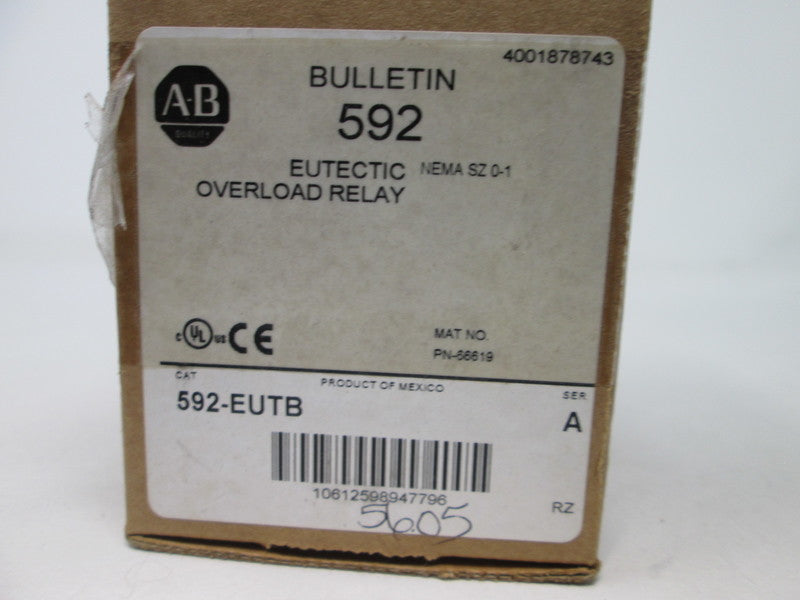 4001878743
A-B
QUALITY
BULLETIN
592
EUTECTIC NEMA SZ 0-1
OVERLOAD RELAY
c UL us CE
MAT NO.
PN-66619
CAT
PRODUCT OF MEXICO
SER
592-EUTB
A
10612598947796
RZ
5605